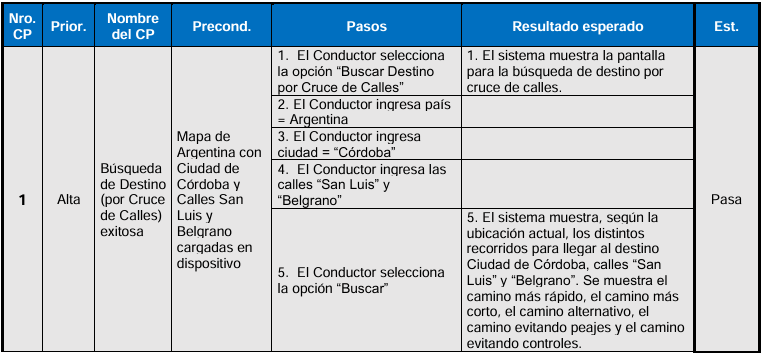 Nro. CP
Prior.
Nombre del CP
Precond.
Pasos
Resultado esperado
Est.
1
Alta
Búsqueda
de Destino
(por Cruce
de Calles)
exitosa
Mapa de
Argentina con
Ciudad de
Córdoba y
Calles San
Luis y
Belgrano
cargadas en
dispositivo
1. El Conductor selecciona
la opción “Buscar Destino
por Cruce de Calles”
1. El sistema muestra la pantalla
para la búsqueda de destino por
cruce de calles.
2. El Conductor ingresa país
= Argentina
3. El Conductor ingresa
ciudad = “Córdoba”
4. El Conductor ingresa las
calles “San Luis” y
“Belgrano”
5. El Conductor selecciona
la opción “Buscar”
5. El sistema muestra, según la
ubicación actual, los distintos
recorridos para llegar al destino
Ciudad de Córdoba, calles “San
Luis” y “Belgrano”. Se muestra el
camino más rápido, el camino más
corto, el camino alternativo, el
camino evitando peajes y el camino
evitando controles.
Pasa